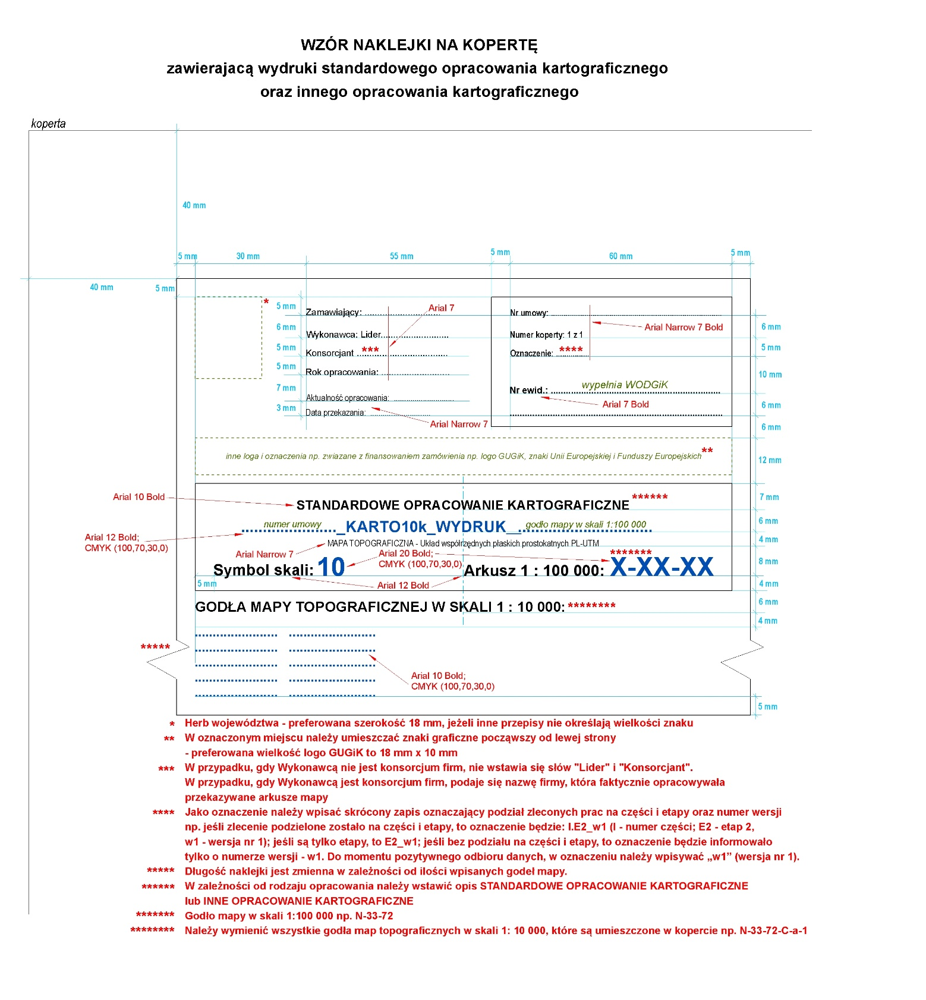 WZÓR NAKLEJKI NA KOPERTĘ
zawierajacą wydruki standardowego opracowania kartograficznego
oraz innego opracowania kartograficznego
koperta
40 mm
5 mm 30 mm 55 mm 5 mm 60 mm 5 mm
40 mm 5 mm
*
5 mm Zamawiający: .............................. Arial 7 Nr umowy: ..............................
6 mm Wykonawca: Lider.............................. Numer koperty: 1 z 1 Arial Narrow 7 Bold 6 mm
5 mm Konsorcjant *** .............................. Oznaczenie: **** .............. 5 mm
5 mm Rok opracowania: .............................. 10 mm
7 mm Aktualność opracowania: .............................. Nr ewid.: wypełnia WODGiK ..............................
3 mm Data przekazania: .............................. Arial 7 Bold 6 mm
Arial Narrow 7 .............................. 6 mm
inne loga i oznaczenia np. zwiazane z finansowaniem zamówienia np. logo GUGiK, znaki Unii Europejskiej i Funduszy Europejskich ** 12 mm
Arial 10 Bold STANDARDOWE OPRACOWANIE KARTOGRAFICZNE ****** 7 mm
numer umowy _KARTO10k_WYDRUK__ godło mapy w skali 1:100 000 6 mm
Arial 12 Bold;
CMYK (100,70,30,0)
MAPA TOPOGRAFICZNA - Układ współrzędnych płaskich prostokatnych PL-UTM 4 mm
Arial Narrow 7 Arial 20 Bold;
CMYK (100,70,30,0)
*******
Symbol skali: 10 Arkusz 1 : 100 000: X-XX-XX 8 mm
5 mm Arial 12 Bold 4 mm
GODŁA MAPY TOPOGRAFICZNEJ W SKALI 1 : 10 000: ******** 6 mm
4 mm
*****
Arial 10 Bold;
CMYK (100,70,30,0)
5 mm
* Herb województwa - preferowana szerokość 18 mm, jeżeli inne przepisy nie określają wielkości znaku
** W oznaczonym miejscu należy umieszczać znaki graficzne począwszy od lewej strony
- preferowana wielkość logo GUGiK to 18 mm x 10 mm
*** W przypadku, gdy Wykonawcą nie jest konsorcjum firm, nie wstawia się słów "Lider" i "Konsorcjant".
W przypadku, gdy Wykonawcą jest konsorcjum firm, podaje się nazwę firmy, która faktycznie opracowywała
przekazywane arkusze mapy
**** Jako oznaczenie należy wpisać skrócony zapis oznaczający podział zleconych prac na części i etapy oraz numer wersji
np. jeśli zlecenie podzielone zostało na części i etapy, to oznaczenie będzie: I.E2_w1 (I - numer części; E2 - etap 2,
w1 - wersja nr 1); jeśli są tylko etapy, to E2_w1; jeśli bez podziału na części i etapy, to oznaczenie będzie informowało
tylko o numerze wersji - w1. Do momentu pozytywnego odbioru danych, w oznaczeniu należy wpisywać „w1” (wersja nr 1).
***** Długość naklejki jest zmienna w zależności od ilości wpisanych godeł mapy.
****** W zależności od rodzaju opracowania należy wstawić opis STANDARDOWE OPRACOWANIE KARTOGRAFICZNE
lub INNE OPRACOWANIE KARTOGRAFICZNE
******* Godło mapy w skali 1:100 000 np. N-33-72
******** Należy wymienić wszystkie godła map topograficznych w skali 1: 10 000, które są umieszczone w kopercie np. N-33-72-C-a-1